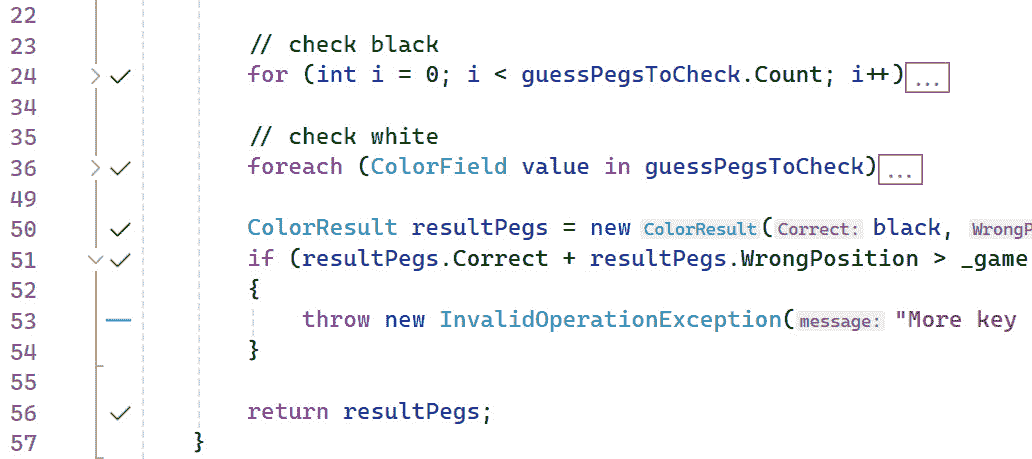 22
23 // check black
24 for (int i = 0; i < guessPegsToCheck.Count; i++)...
34
35 // check white
36 foreach (ColorField value in guessPegsToCheck)...
49
50 ColorResult resultPegs = new ColorResult(Correct: black, WrongP
51 if (resultPegs.Correct + resultPegs.WrongPosition > _game
52 {
53 throw new InvalidOperationException(message: "More key
54 }
55
56 return resultPegs;
57 }